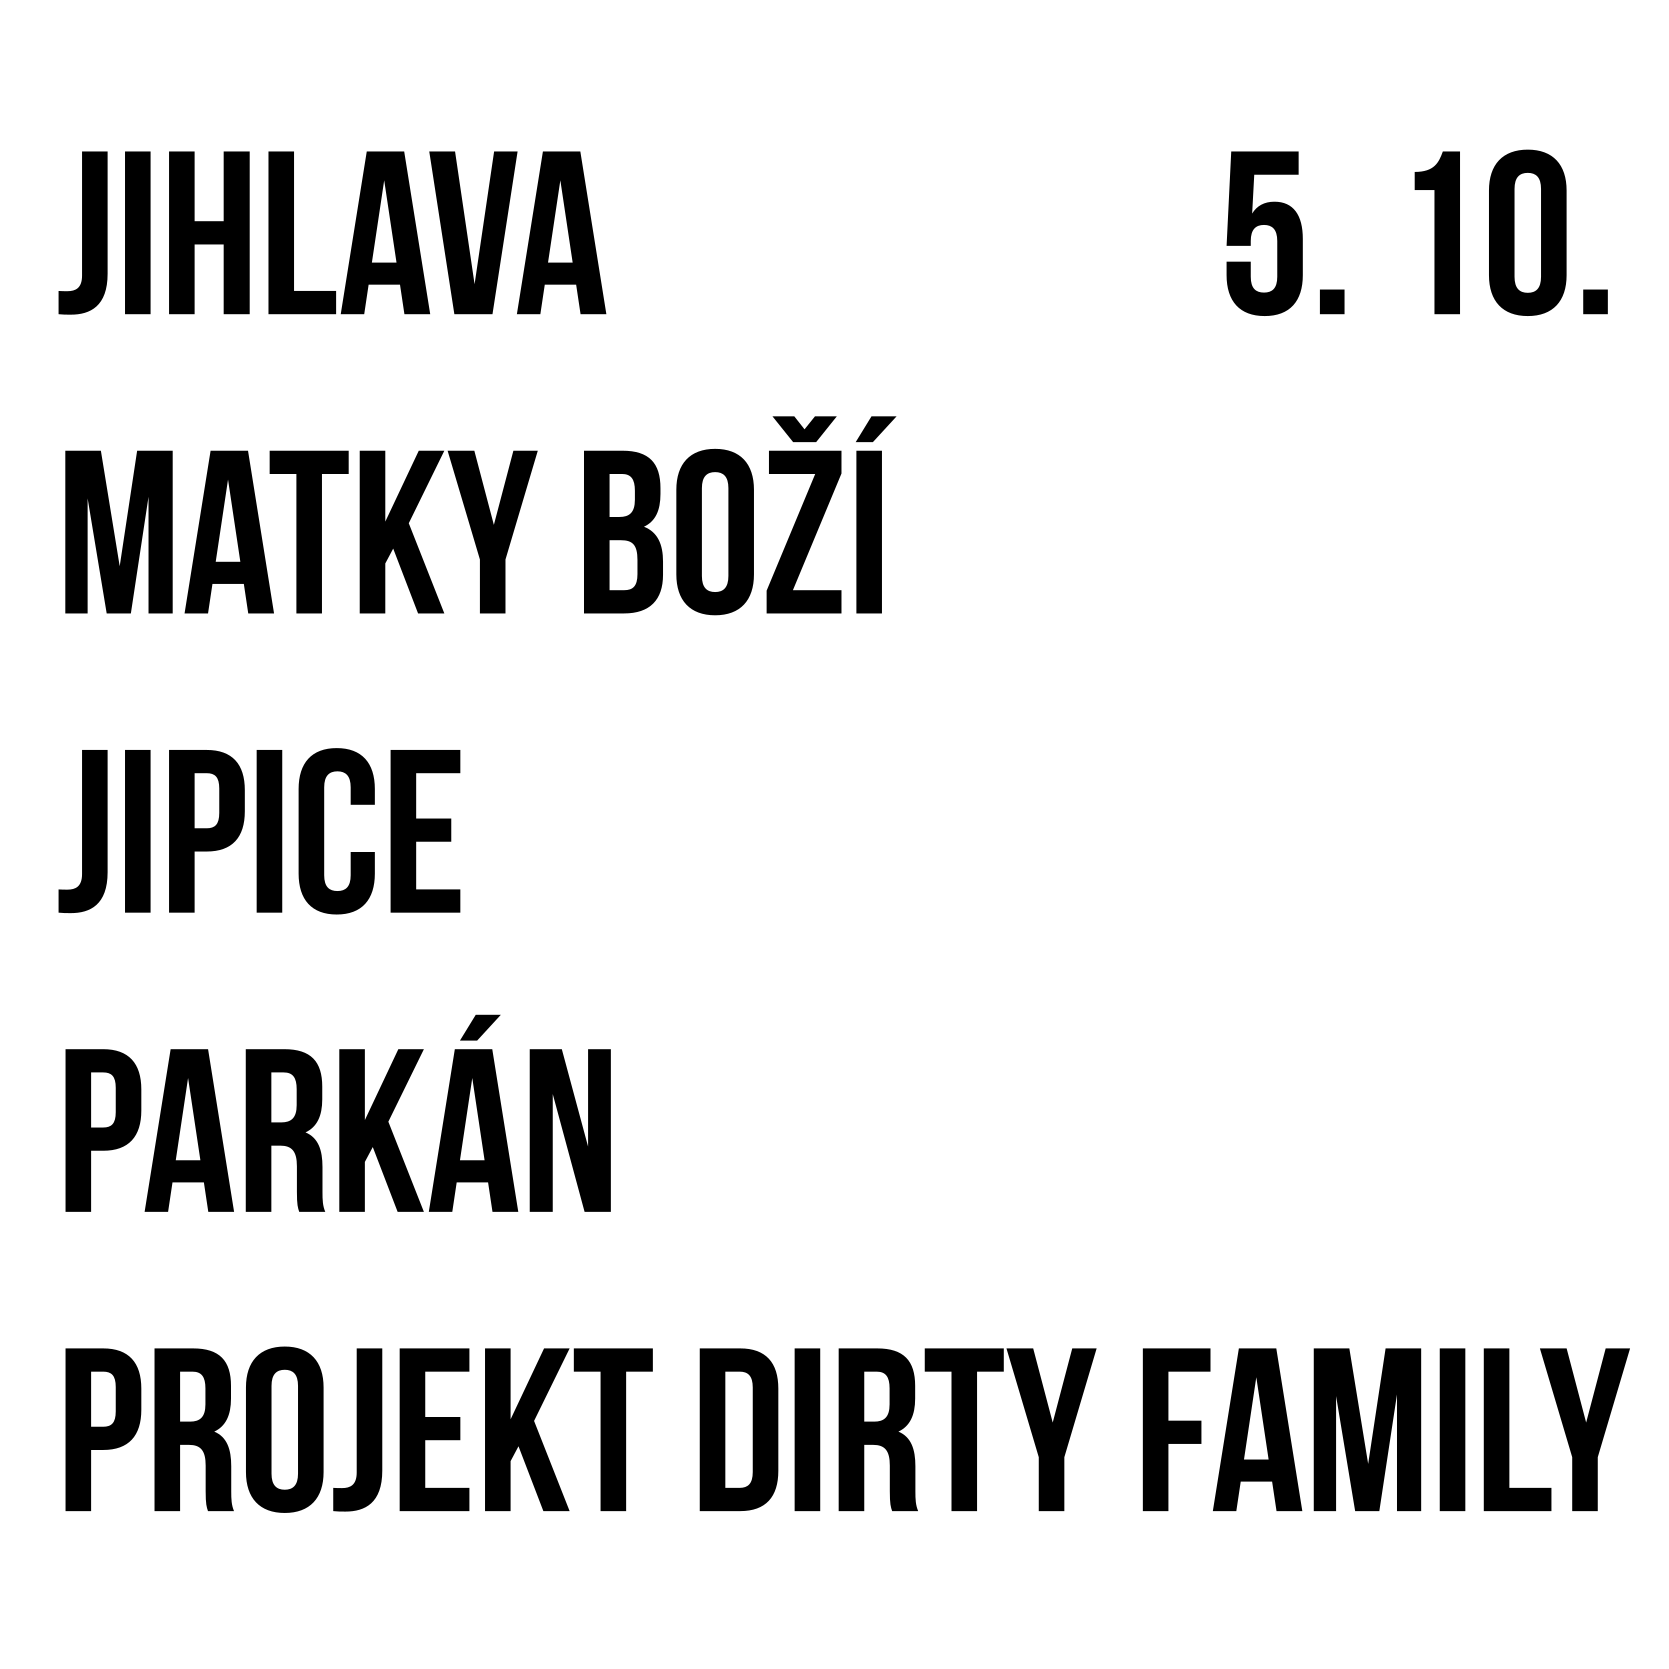 JIHLAVA 5. 10.
MATKY BOŽÍ
JIPICE
PARKÁN
PROJEKT DIRTY FAMILY